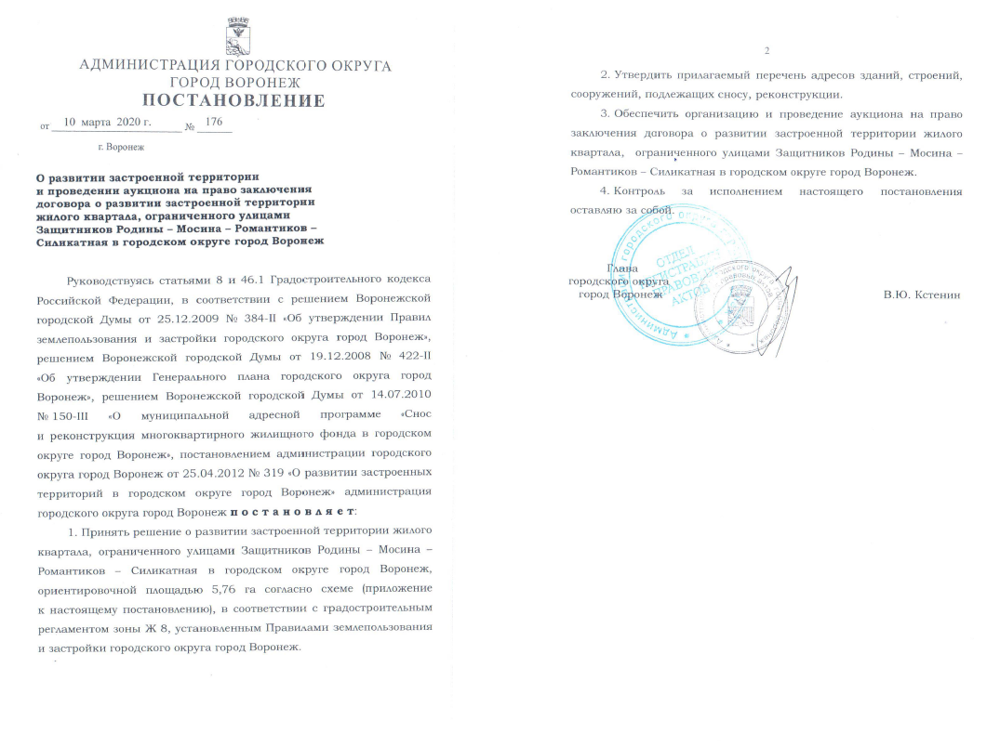 АДМИНИСТРАЦИЯ ГОРОДСКОГО ОКРУГА
ГОРОД ВОРОНЕЖ
ПОСТАНОВЛЕНИЕ
от 10 марта 2020 г. № 176
г. Воронеж
О развитии застроенной территории
и проведении аукциона на право заключения
договора о развитии застроенной территории
жилого квартала, ограниченного улицами
Защитников Родины – Мосина – Романтиков –
Силикатная в городском округе город Воронеж
Руководствуясь статьями 8 и 46.1 Градостроительного кодекса
Российской Федерации, в соответствии с решением Воронежской
городской Думы от 25.12.2009 № 384-II «Об утверждении Правил
землепользования и застройки городского округа город Воронеж»,
решением Воронежской городской Думы от 19.12.2008 № 422-II
«Об утверждении Генерального плана городского округа город
Воронеж», решением Воронежской городской Думы от 14.07.2010
№ 150-III «О муниципальной адресной программе «Снос
и реконструкция многоквартирного жилищного фонда в городском
округе город Воронеж», постановлением администрации городского
округа город Воронеж от 25.04.2012 № 319 «О развитии застроенных
территорий в городском округе город Воронеж» администрация
городского округа город Воронеж п о с т а н о в л я е т:
1. Принять решение о развитии застроенной территории жилого
квартала, ограниченного улицами Защитников Родины – Мосина –
Романтиков – Силикатная в городском округе город Воронеж,
ориентировочной площадью 5,76 га согласно схеме (приложение
к настоящему постановлению), в соответствии с градостроительным
регламентом зоны Ж 8, установленным Правилами землепользования
и застройки городского округа город Воронеж.
2
2. Утвердить прилагаемый перечень адресов зданий, строений,
сооружений, подлежащих сносу, реконструкции.
3. Обеспечить организацию и проведение аукциона на право
заключения договора о развитии застроенной территории жилого
квартала, ограниченного улицами Защитников Родины – Мосина –
Романтиков – Силикатная в городском округе город Воронеж.
4. Контроль за исполнением настоящего постановления
оставляю за собой.
ОТДЕЛ
РЕГИСТРАЦИИ
ПРАВОВЫХ
АКТОВ
Глава
городского округа
город Воронеж
В.Ю. Кстенин